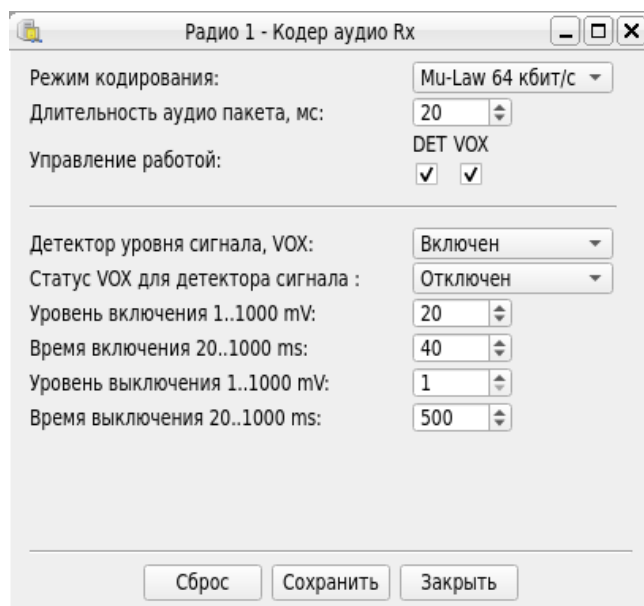 Радио 1 - Кодер аудио Rx
Режим кодирования: Mu-Law 64 кбит/с
Длительность аудио пакета, мс: 20
DET VOX
Управление работой:
Детектор уровня сигнала, VOX: Включен
Статус VOX для детектора сигнала : Отключен
Уровень включения 1..1000 mV: 20
Время включения 20..1000 ms: 40
Уровень выключения 1..1000 mV: 1
Время выключения 20..1000 ms: 500
Сброс Сохранить Закрыть